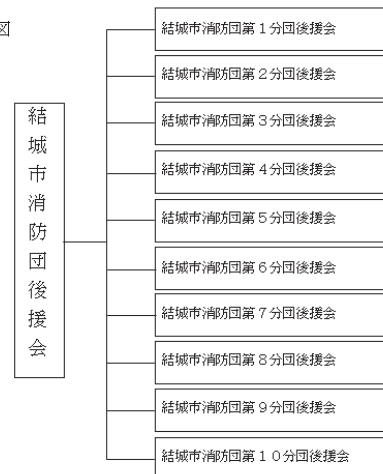 図
結城市消防団後援会
結城市消防団第１分団後援会
結城市消防団第２分団後援会
結城市消防団第３分団後援会
結城市消防団第４分団後援会
結城市消防団第５分団後援会
結城市消防団第６分団後援会
結城市消防団第７分団後援会
結城市消防団第８分団後援会
結城市消防団第９分団後援会
結城市消防団第１０分団後援会